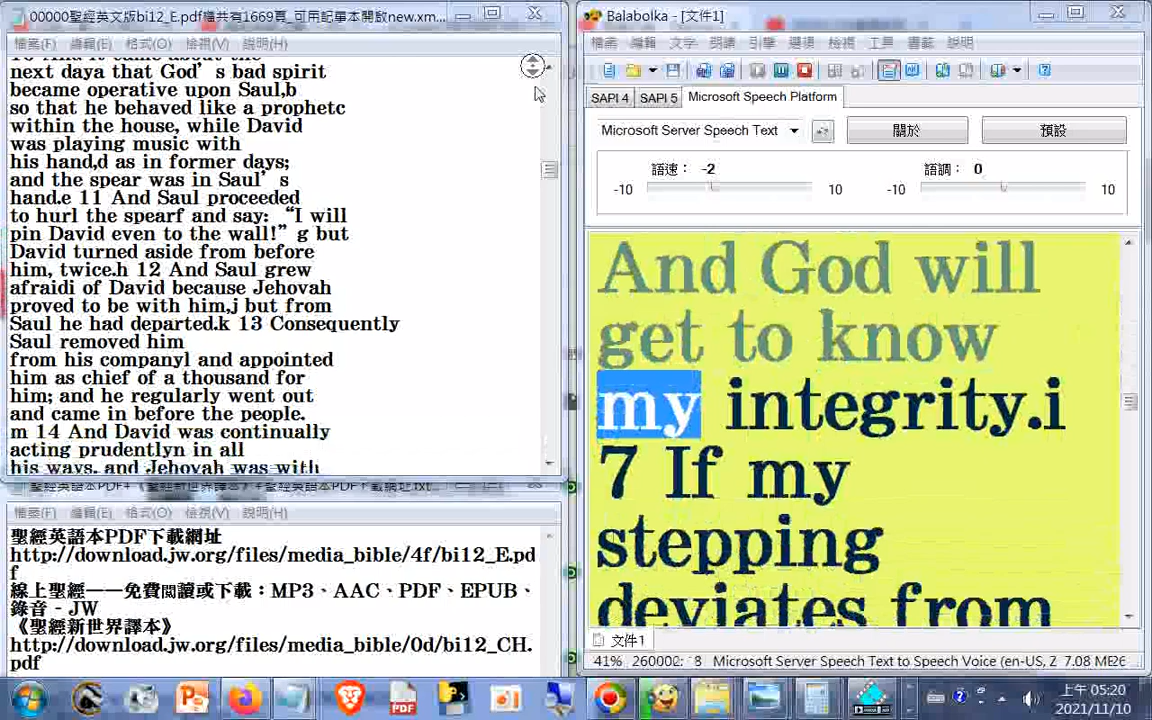 00000聖經英文版bi12_E.pdf檔共有1669頁_可用記事本開啟new.xm...
檔案(F) 編輯(E) 格式(O) 檢視(V) 說明(H)
10 And it came about the
next daya that God's bad spirit
became operative upon Saul,b
so that he behaved like a prophetc
within the house, while David
was playing music with
his hand,d as in former days;
and the spear was in Saul's
hand.e 11 And Saul proceeded
to hurl the spearf and say: “I will
pin David even to the wall!”g but
David turned aside from before
him, twice.h 12 And Saul grew
afraidi of David because Jehovah
proved to be with him,j but from
Saul he had departed.k 13 Consequently
Saul removed him
from his companyl and appointed
him as chief of a thousand for
him; and he regularly went out
and came in before the people.
m 14 And David was continually
acting prudentlyn in all
his ways, and Jehovah was with
檔案(F) 編輯(E) 格式(O) 檢視(V) 說明(H)
聖經英語本PDF下載網址
http://download.jw.org/files/media_bible/4f/bi12_E.pd
f
線上聖經——免費閱讀或下載：MP3、AAC、PDF、EPUB、
錄音 - JW
《聖經新世界譯本》
http://download.jw.org/files/media_bible/0d/bi12_CH.
pdf
Balabolka - [文件1]
檔案 編輯 文字 朗讀 引擎 選項 檢視 工具 書籤 說明
SAPI 4 SAPI 5 Microsoft Speech Platform
Microsoft Server Speech Text 關於 預設
語速： -2 語調： 0
-10 10 -10 10
And God will
get to know
my integrity.i
7 If my
stepping
deviates from
文件1
41% Microsoft Server Speech Text to Speech Voice (en-US, Z 7.08 ME
上午 05:20
2021/11/10